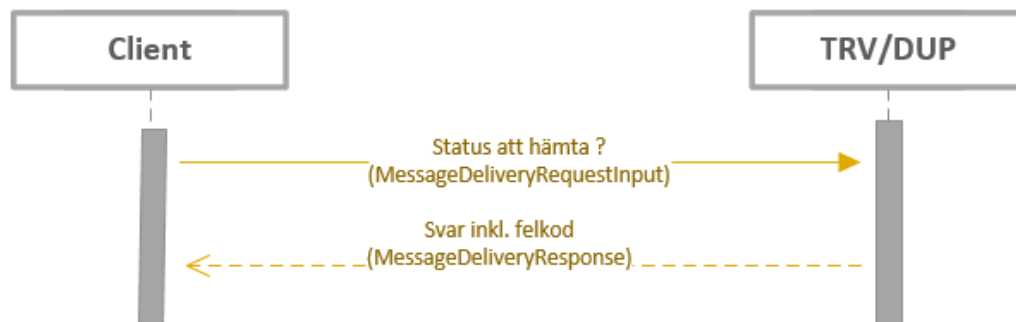 Client
TRV/DUP
Status att hämta ?
(MessageDeliveryRequestInput)
Svar inkl. felkod
(MessageDeliveryResponse)